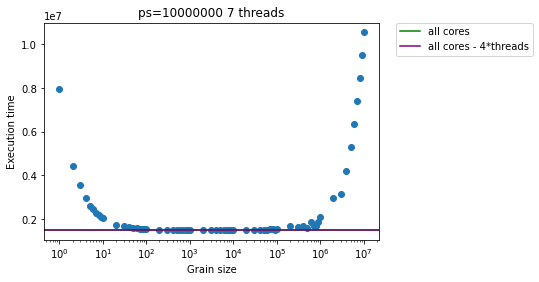 ps=10000000 7 threads
1e7
1.0
0.8
0.6
0.4
0.2
Execution time
10^0 10^1 10^2 10^3 10^4 10^5 10^6 10^7
Grain size
all cores
all cores - 4*threads